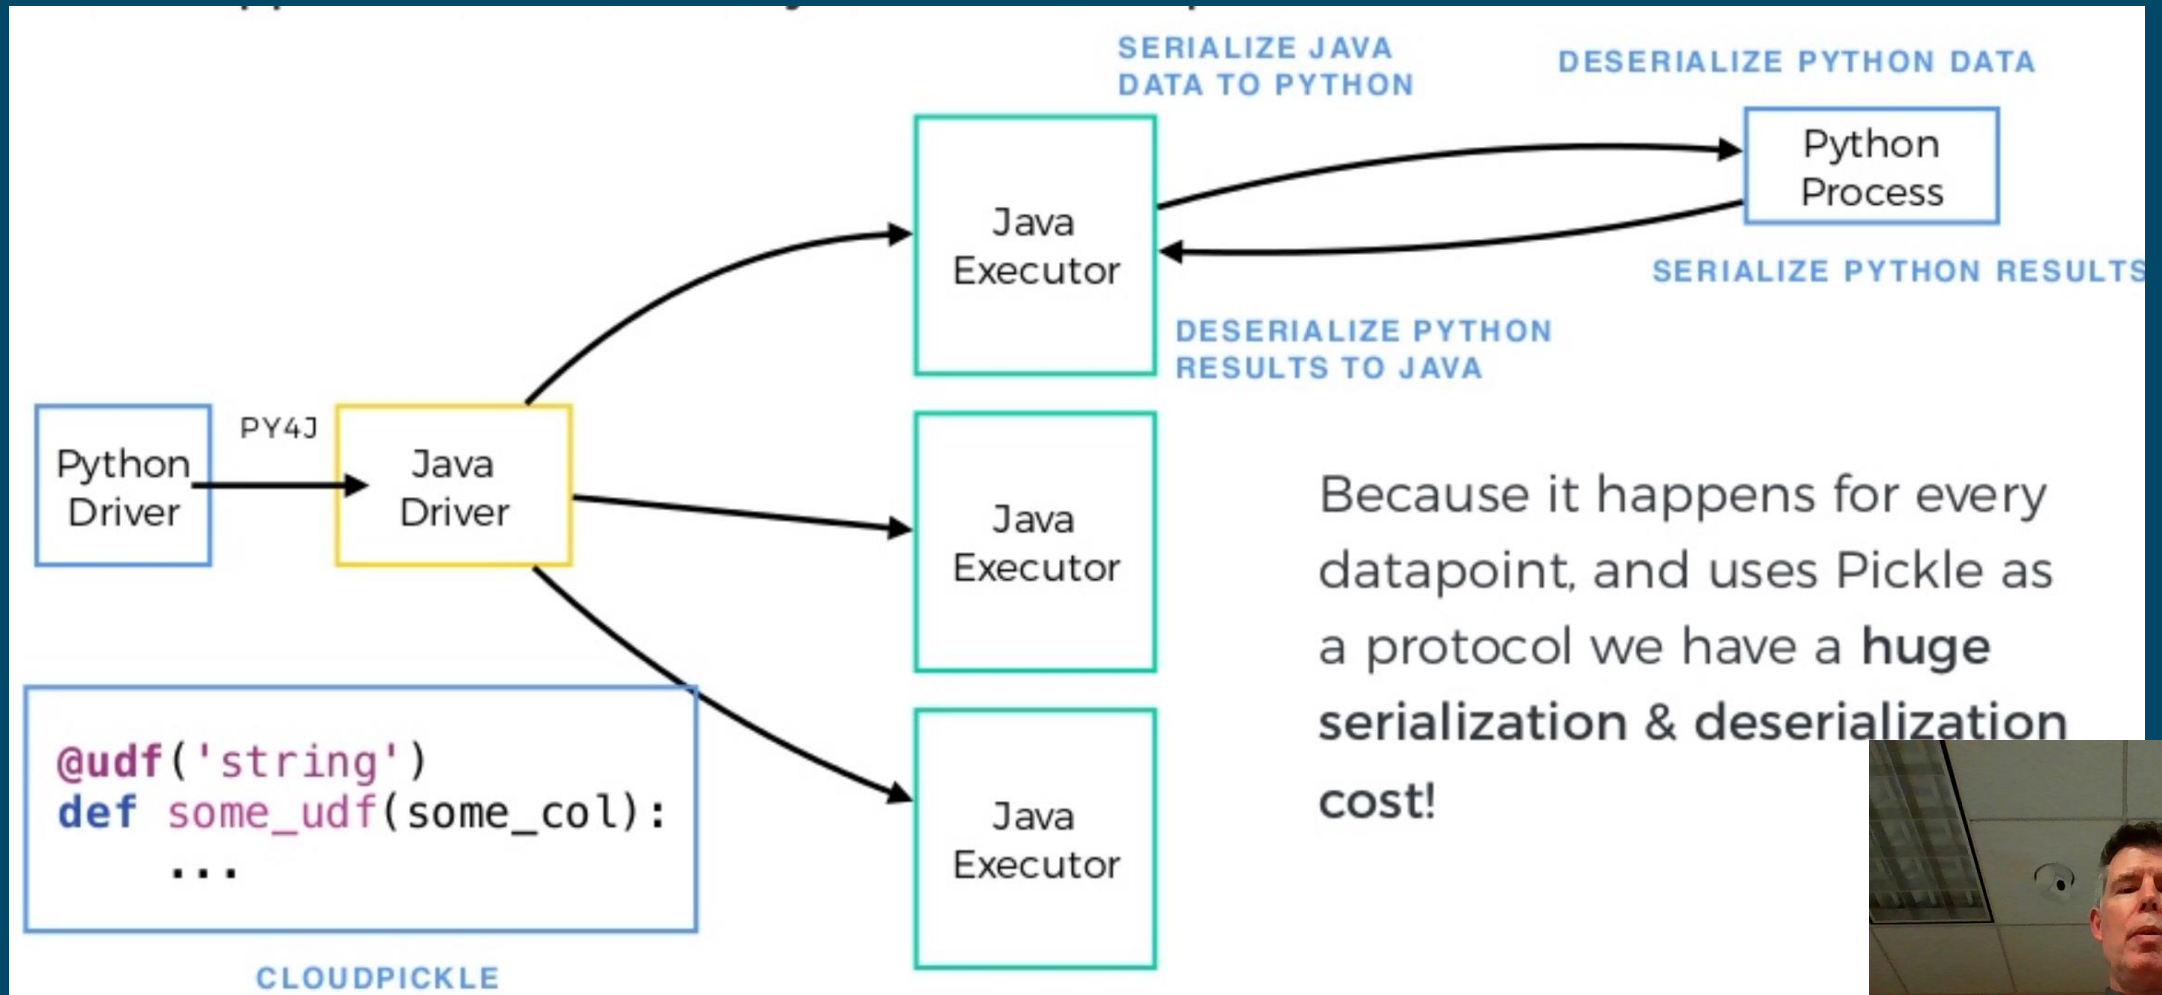 SERIALIZE JAVA
DATA TO PYTHON
DESERIALIZE PYTHON DATA
Python
Process
Java
Executor
SERIALIZE PYTHON RESULTS
DESERIALIZE PYTHON
RESULTS TO JAVA
Python
Driver
PY4J
Java
Driver
Java
Executor
Because it happens for every
datapoint, and uses Pickle as
a protocol we have a huge
serialization & deserialization
cost!
@udf('string')
def some_udf(some_col):
...
Java
Executor
CLOUDPICKLE